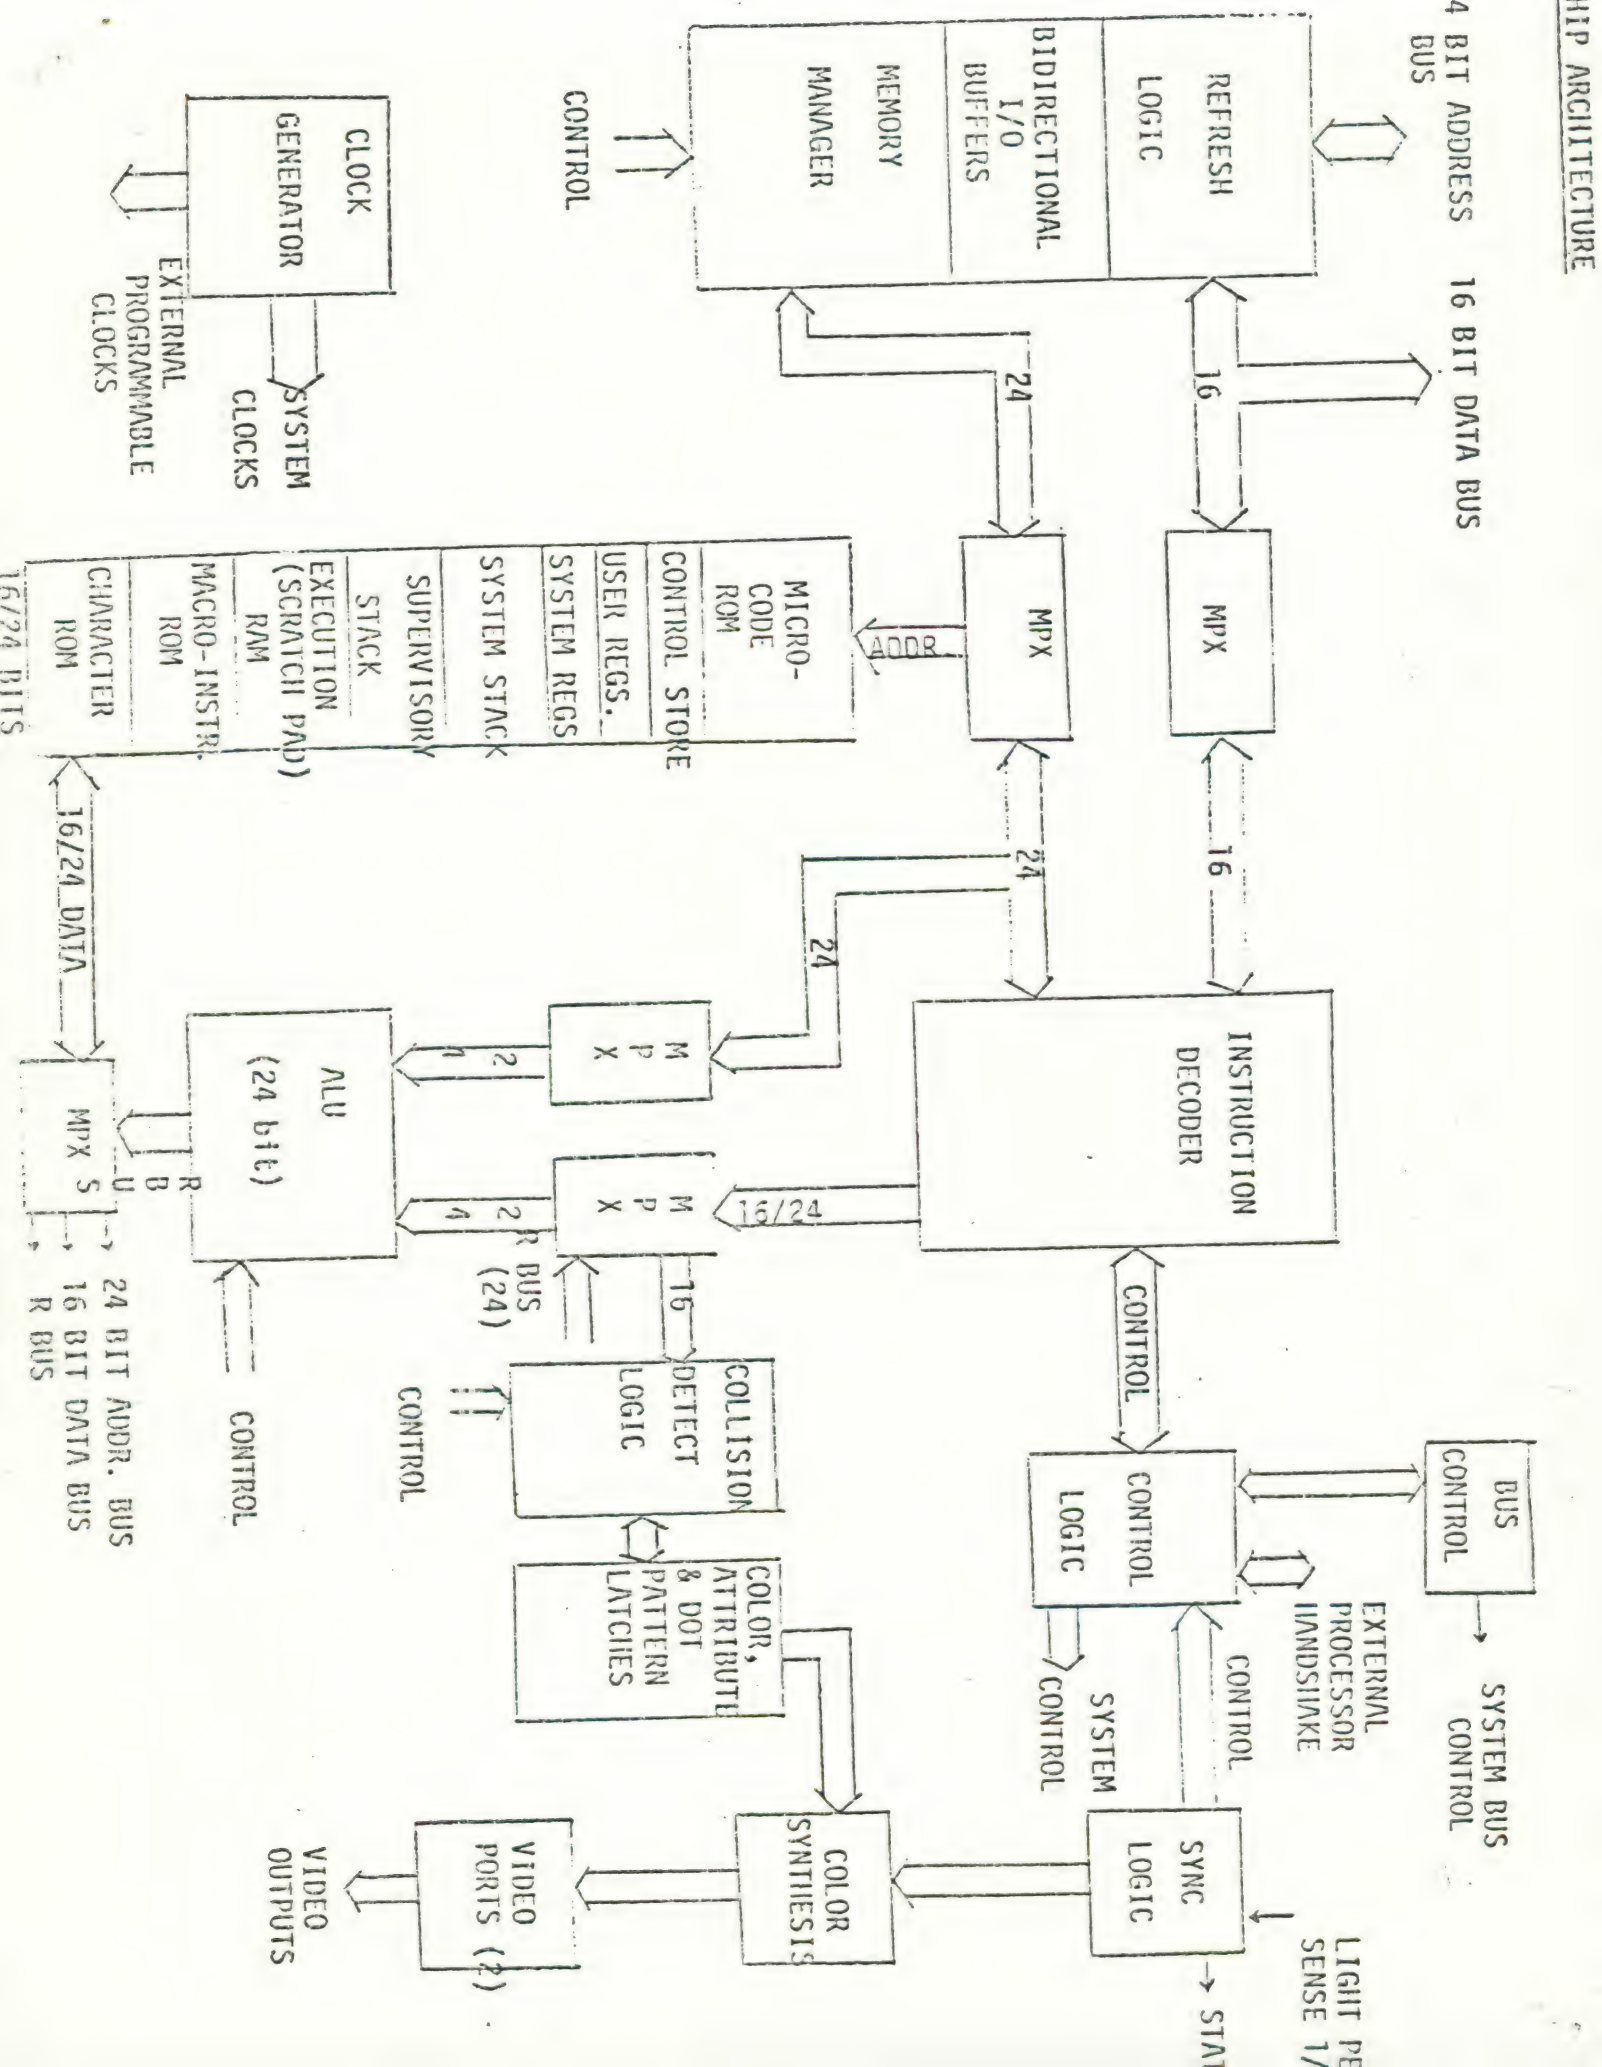 HIP ARCHITECTURE
4 BIT ADDRESS
BUS
16 BIT DATA BUS
REFRESH
LOGIC
BIDIRECTIONAL
I/O
BUFFERS
MEMORY
MANAGER
CONTROL
16
24
MPX
MPX
16
24
24
ADDR
INSTRUCTION
DECODER
CONTROL
BUS
CONTROL
SYSTEM BUS
CONTROL
CONTROL
LOGIC
EXTERNAL
PROCESSOR
HANDSHAKE
CONTROL
SYSTEM
CONTROL
SYNC
LOGIC
LIGHT PE
SENSE 1/
STAT
CLOCK
GENERATOR
SYSTEM
CLOCKS
EXTERNAL
PROGRAMMABLE
CLOCKS
MICRO-
CODE
ROM
CONTROL STORE
USER REGS.
SYSTEM REGS
SYSTEM STACK
SUPERVISORY
STACK
EXECUTION
(SCRATCH PAD)
RAM
MACRO-INSTR.
ROM
CHARACTER
ROM
16/24 BITS
16/24 DATA
MPX
24
MPX
24
16/24
R BUS
(24)
16
ALU
(24 bit)
CONTROL
R BUS
MPX
24 BIT ADDR. BUS
16 BIT DATA BUS
R BUS
COLLISION
DETECT
LOGIC
CONTROL
COLOR,
ATTRIBUTE
& DOT
PATTERN
LATCHES
COLOR
SYNTHESIS
VIDEO
PORTS (2)
VIDEO
OUTPUTS